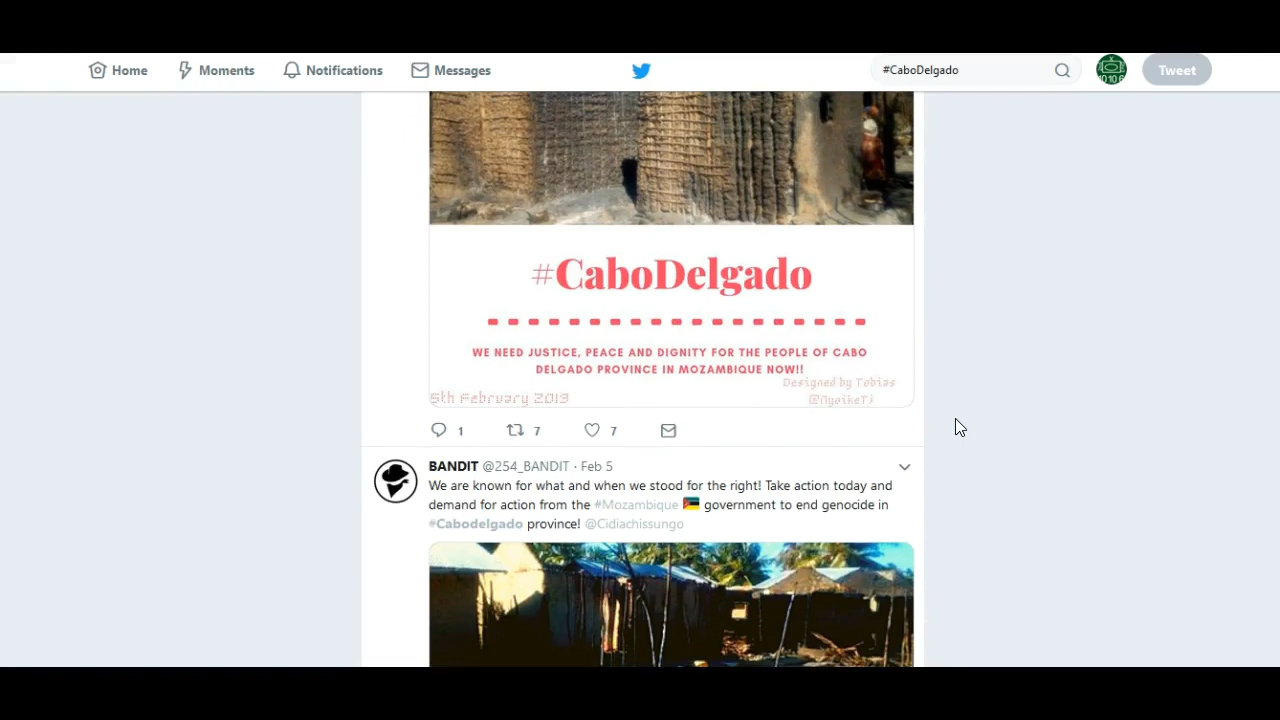 Home Moments Notifications Messages #CaboDelgado Tweet
#CaboDelgado
WE NEED JUSTICE, PEACE AND DIGNITY FOR THE PEOPLE OF CABO
DELGADO PROVINCE IN MOZAMBIQUE NOW!!
Designed by Tobias
5th February 2019
1 7 7
BANDIT @254_BANDIT · Feb 5
We are known for what and when we stood for the right! Take action today and
demand for action from the #Mozambique government to end genocide in
#Cabodelgado province! @Cidiachissungo